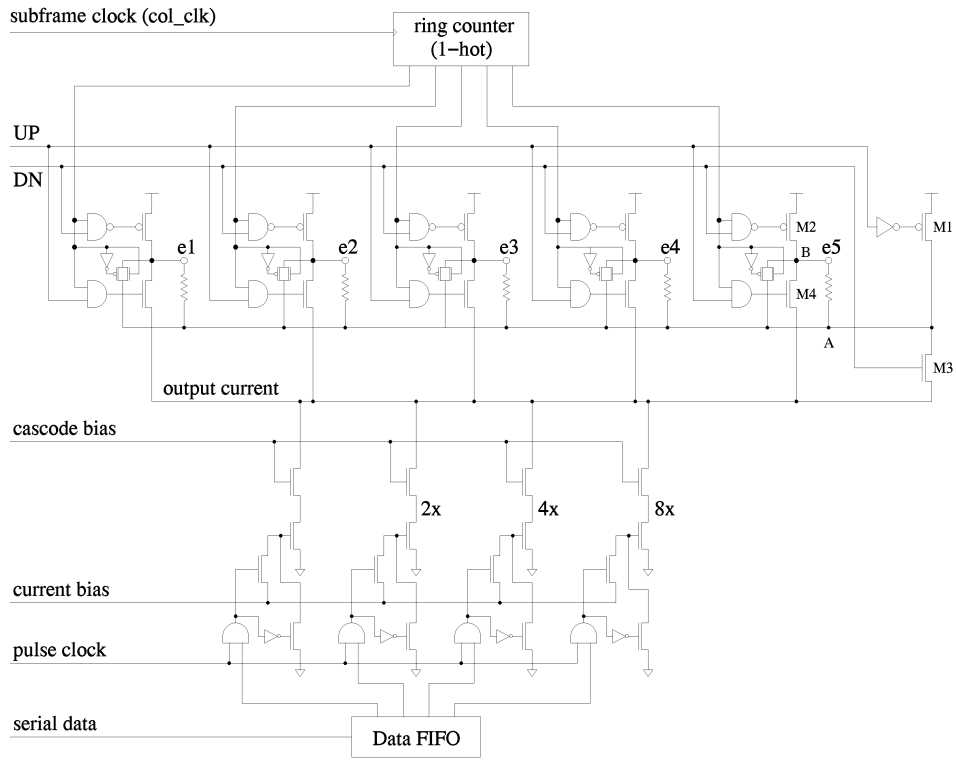 subframe clock (col_clk)
ring counter
(1−hot)
UP
DN
M2
M1
e1
e2
e3
e4
B
e5
M4
A
M3
output current
cascode bias
2x
4x
8x
current bias
pulse clock
serial data
Data FIFO